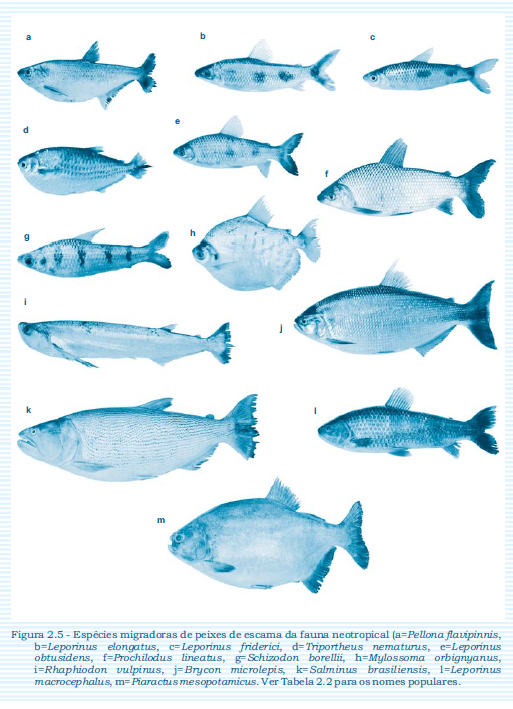 a
b
c
d
e
f
g
h
i
j
k
l
m
Figura 2.5 - Espécies migradoras de peixes de escama da fauna neotropical (a=Pellona flavipinnis,
b=Leporinus elongatus, c=Leporinus friderici, d=Triportheus nematurus, e=Leporinus
obtusidens, f=Prochilodus lineatus, g=Schizodon borellii, h=Mylossoma orbignyanus,
i=Rhaphiodon vulpinus, j=Brycon microlepis, k=Salminus brasiliensis, l=Leporinus
macrocephalus, m=Piaractus mesopotamicus. Ver Tabela 2.2 para os nomes populares.